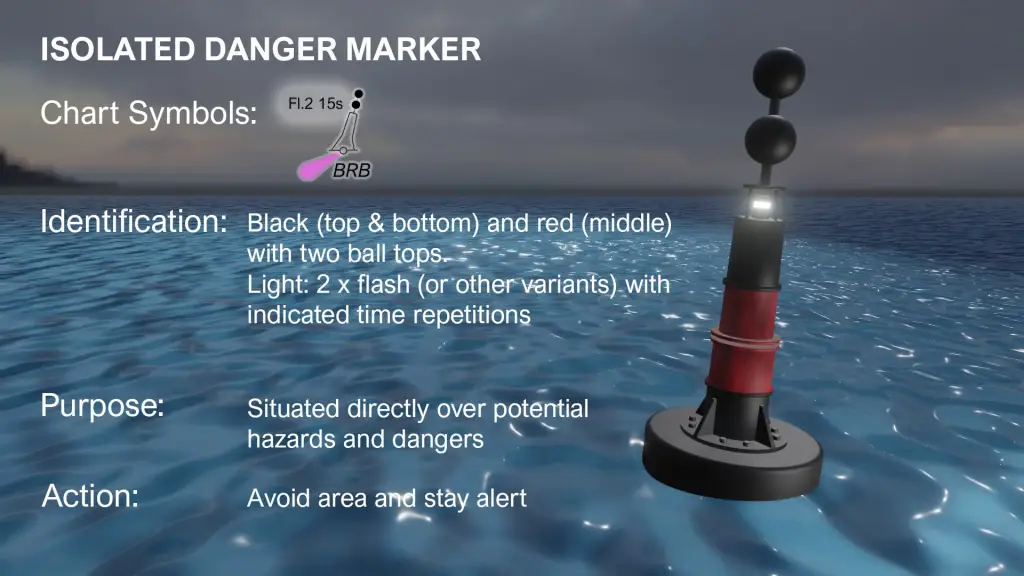 ISOLATED DANGER MARKER
Chart Symbols:
Fl.2 15s
BRB
Identification:
Black (top & bottom) and red (middle)
with two ball tops.
Light: 2 x flash (or other variants) with
indicated time repetitions
Purpose:
Situated directly over potential
hazards and dangers
Action:
Avoid area and stay alert